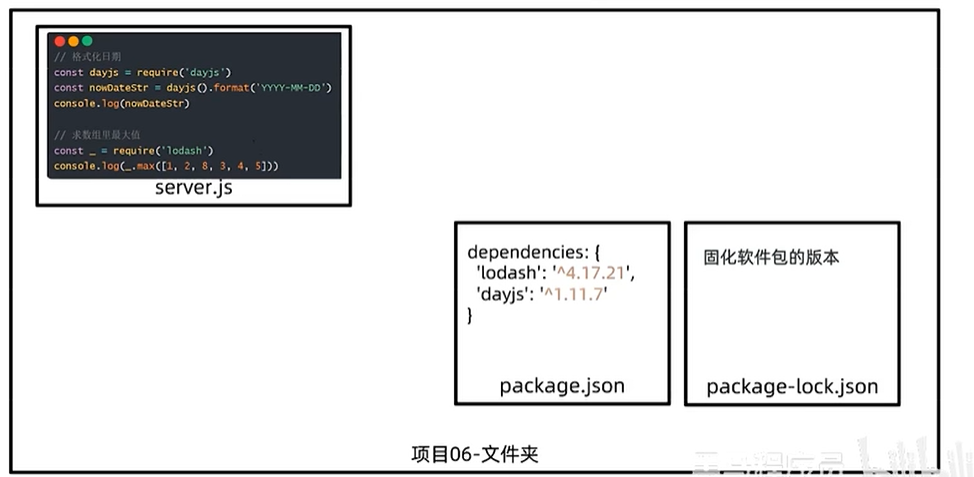 // 格式化日期
const dayjs = require('dayjs')
const nowDateStr = dayjs().format('YYYY-MM-DD')
console.log(nowDateStr)
// 求数组里最大值
const _ = require('lodash')
console.log(_.max([1, 2, 8, 3, 4, 5]))
server.js
dependencies: {
'lodash': '^4.17.21',
'dayjs': '^1.11.7'
}
package.json
固化软件包的版本
package-lock.json
项目06-文件夹